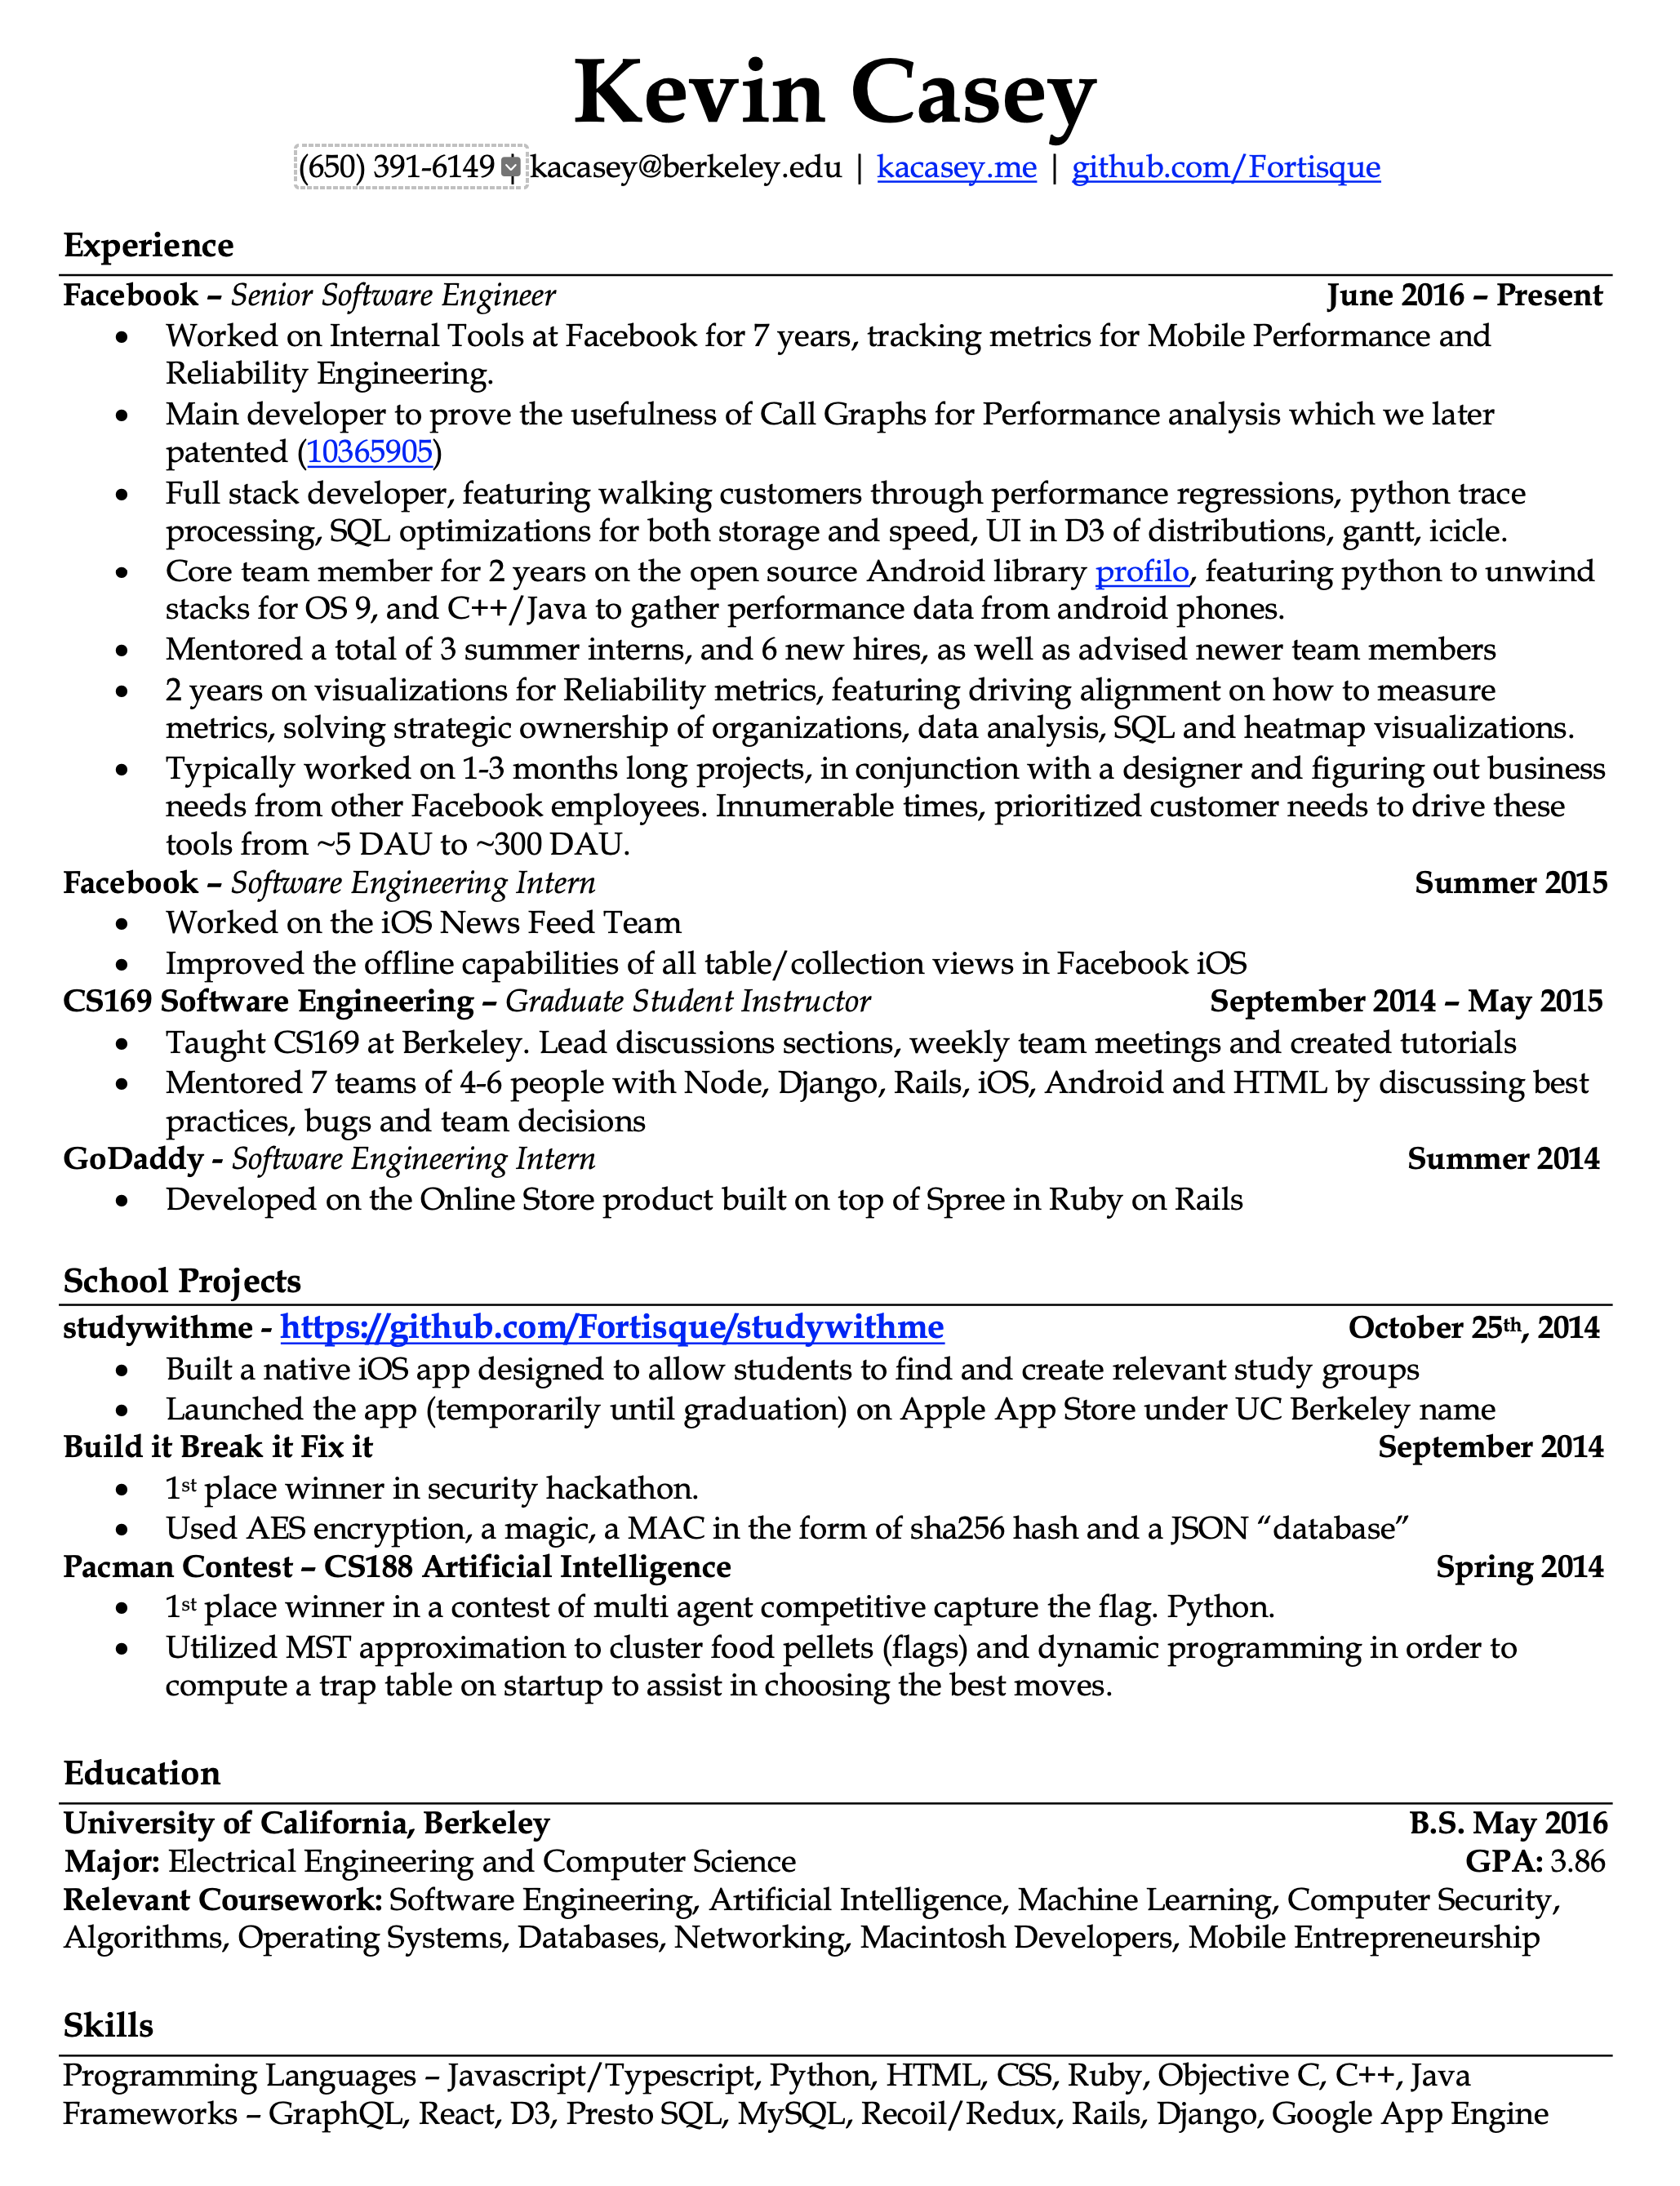 Kevin Casey
(650) 391-6149 | kacasey@berkeley.edu | kacasey.me | github.com/Fortisque
Experience
Facebook – Senior Software Engineer June 2016 – Present
• Worked on Internal Tools at Facebook for 7 years, tracking metrics for Mobile Performance and
Reliability Engineering.
• Main developer to prove the usefulness of Call Graphs for Performance analysis which we later
patented (10365905)
• Full stack developer, featuring walking customers through performance regressions, python trace
processing, SQL optimizations for both storage and speed, UI in D3 of distributions, gantt, icicle.
• Core team member for 2 years on the open source Android library profilo, featuring python to unwind
stacks for OS 9, and C++/Java to gather performance data from android phones.
• Mentored a total of 3 summer interns, and 6 new hires, as well as advised newer team members
• 2 years on visualizations for Reliability metrics, featuring driving alignment on how to measure
metrics, solving strategic ownership of organizations, data analysis, SQL and heatmap visualizations.
• Typically worked on 1-3 months long projects, in conjunction with a designer and figuring out business
needs from other Facebook employees. Innumerable times, prioritized customer needs to drive these
tools from ~5 DAU to ~300 DAU.
Facebook – Software Engineering Intern Summer 2015
• Worked on the iOS News Feed Team
• Improved the offline capabilities of all table/collection views in Facebook iOS
CS169 Software Engineering – Graduate Student Instructor September 2014 – May 2015
• Taught CS169 at Berkeley. Lead discussions sections, weekly team meetings and created tutorials
• Mentored 7 teams of 4-6 people with Node, Django, Rails, iOS, Android and HTML by discussing best
practices, bugs and team decisions
GoDaddy - Software Engineering Intern Summer 2014
• Developed on the Online Store product built on top of Spree in Ruby on Rails
School Projects
studywithme - https://github.com/Fortisque/studywithme October 25th, 2014
• Built a native iOS app designed to allow students to find and create relevant study groups
• Launched the app (temporarily until graduation) on Apple App Store under UC Berkeley name
Build it Break it Fix it September 2014
• 1st place winner in security hackathon.
• Used AES encryption, a magic, a MAC in the form of sha256 hash and a JSON “database”
Pacman Contest – CS188 Artificial Intelligence Spring 2014
• 1st place winner in a contest of multi agent competitive capture the flag. Python.
• Utilized MST approximation to cluster food pellets (flags) and dynamic programming in order to
compute a trap table on startup to assist in choosing the best moves.
Education
University of California, Berkeley B.S. May 2016
Major: Electrical Engineering and Computer Science GPA: 3.86
Relevant Coursework: Software Engineering, Artificial Intelligence, Machine Learning, Computer Security,
Algorithms, Operating Systems, Databases, Networking, Macintosh Developers, Mobile Entrepreneurship
Skills
Programming Languages – Javascript/Typescript, Python, HTML, CSS, Ruby, Objective C, C++, Java
Frameworks – GraphQL, React, D3, Presto SQL, MySQL, Recoil/Redux, Rails, Django, Google App Engine